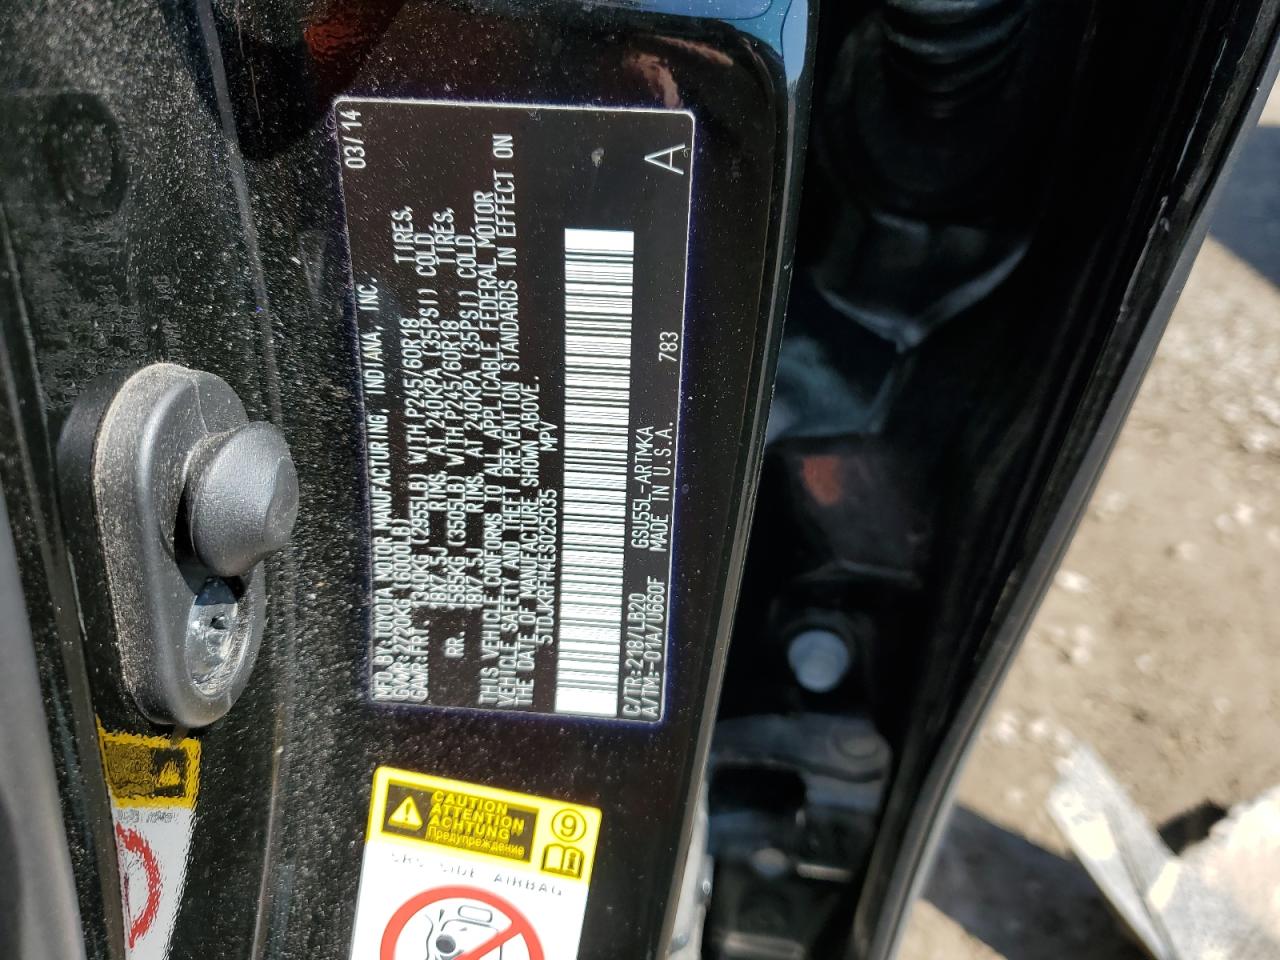 MFD.BY:TOYOTA MOTOR MANUFACTURING, INDIANA, INC. 03/14
GVWR:2720KG(6000LB)
GAWR:FRT. 1340KG (2955LB) WITH P245/60R18 TIRES,
18X7.5J RIMS, AT 240KPA (35PSI) COLD
RR. 1585KG (3505LB) WITH P245/60R18 TIRES,
18X7.5J RIMS, AT 240KPA (35PSI) COLD,
THIS VEHICLE CONFORMS TO ALL APPLICABLE FEDERAL MOTOR
VEHICLE SAFETY AND THEFT PREVENTION STANDARDS IN EFFECT ON
THE DATE OF MANUFACTURE SHOWN ABOVE.
5TDJKRFH4ES025035 MPV
C/TR:218/LB20 GSU55L-ARTMKA
A/TM:-01A/U660F MADE IN U.S.A. 783 A
CAUTION
ATTENTION
ACHTUNG
Предупреждение
9
SRS SIDE AIRBAG